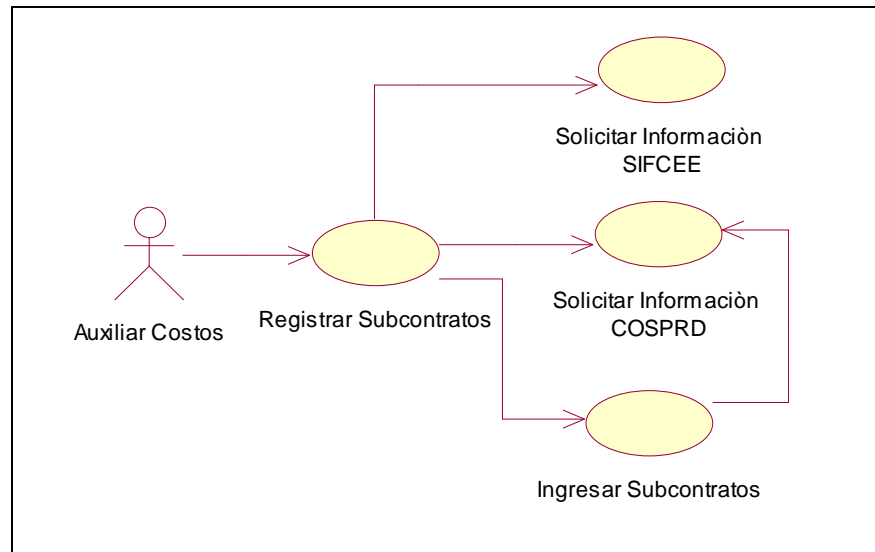 Solicitar Informaciòn
SIFCEE
Auxiliar Costos
Registrar Subcontratos
Solicitar Informaciòn
COSPRD
Ingresar Subcontratos